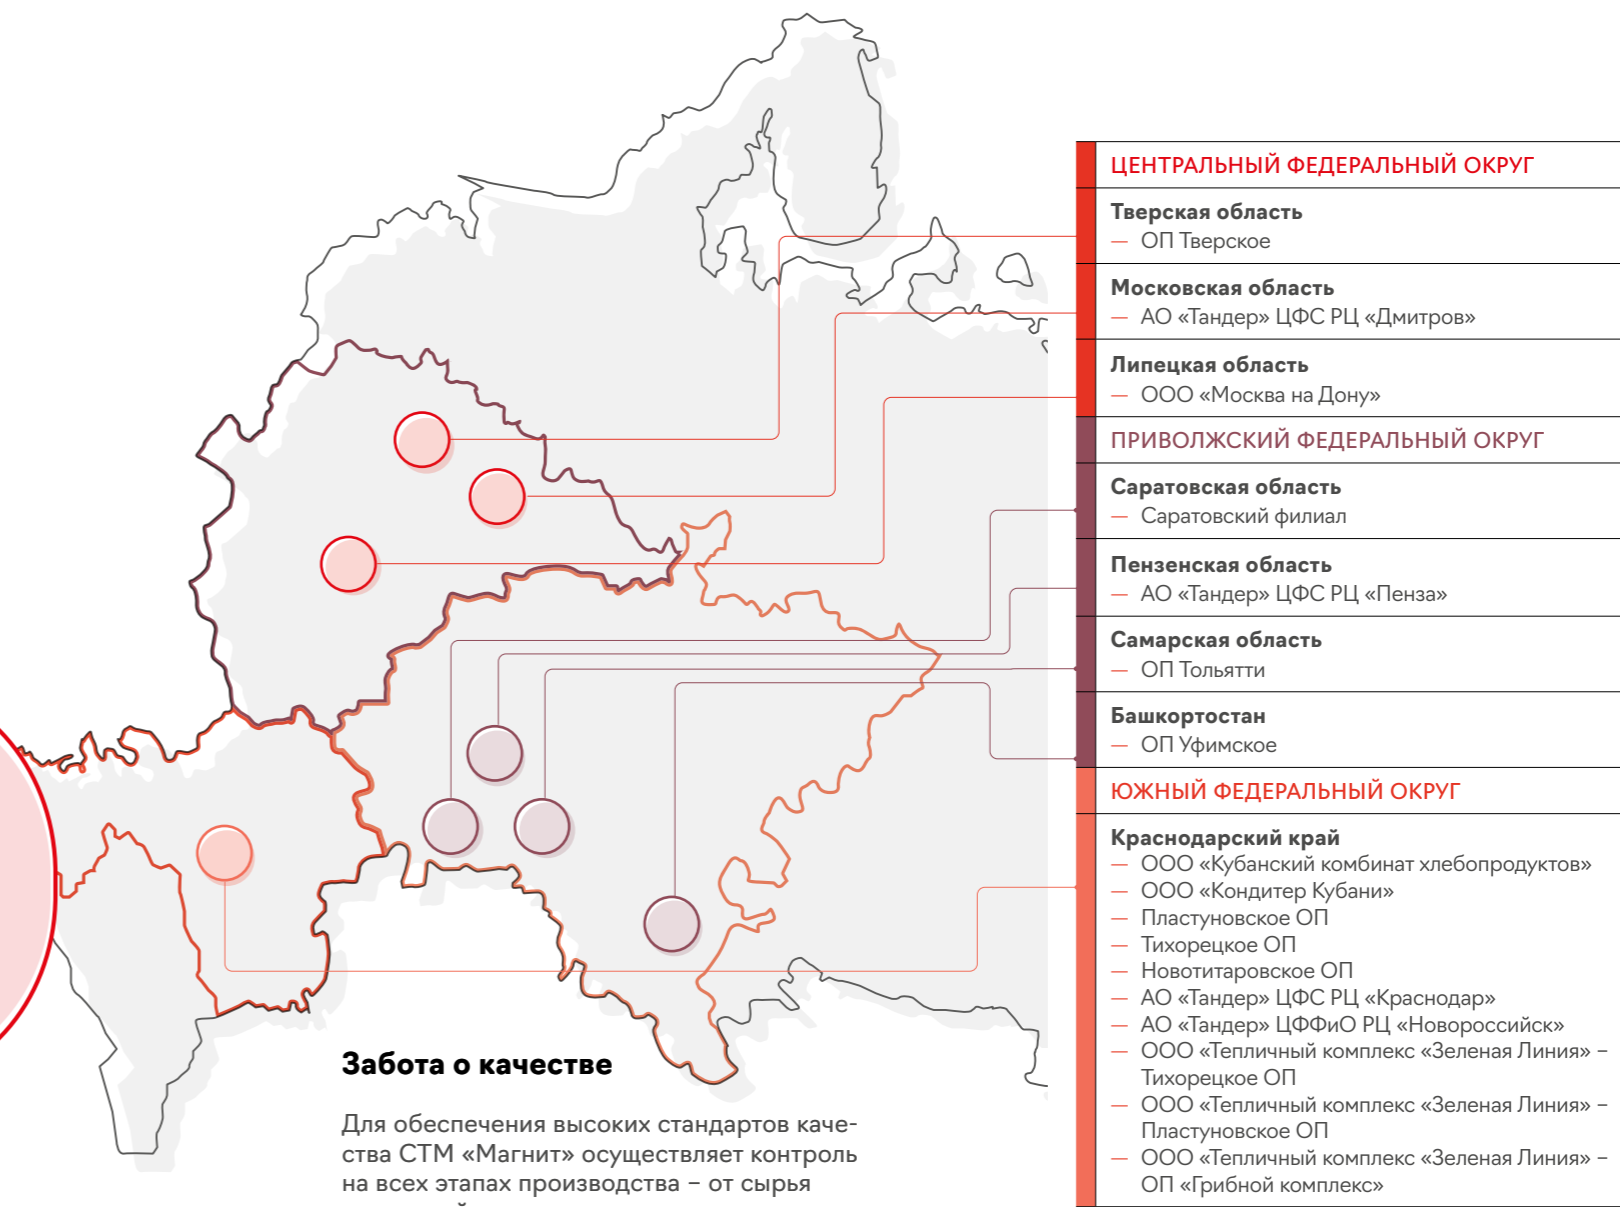 ЦЕНТРАЛЬНЫЙ ФЕДЕРАЛЬНЫЙ ОКРУГ
Тверская область
— ОП Тверское
Московская область
— АО «Тандер» ЦФС РЦ «Дмитров»
Липецкая область
— ООО «Москва на Дону»
ПРИВОЛЖСКИЙ ФЕДЕРАЛЬНЫЙ ОКРУГ
Саратовская область
— Саратовский филиал
Пензенская область
— АО «Тандер» ЦФС РЦ «Пенза»
Самарская область
— ОП Тольятти
Башкортостан
— ОП Уфимское
ЮЖНЫЙ ФЕДЕРАЛЬНЫЙ ОКРУГ
Краснодарский край
— ООО «Кубанский комбинат хлебопродуктов»
— ООО «Кондитер Кубани»
— Пластуновское ОП
— Тихорецкое ОП
— Новотитаровское ОП
— АО «Тандер» ЦФС РЦ «Краснодар»
— АО «Тандер» ЦФФиО РЦ «Новороссийск»
— ООО «Тепличный комплекс «Зеленая Линия» –
Тихорецкое ОП
— ООО «Тепличный комплекс «Зеленая Линия» –
Пластуновское ОП
— ООО «Тепличный комплекс «Зеленая Линия» –
ОП «Грибной комплекс»
Забота о качестве
Для обеспечения высоких стандартов каче-
ства СТМ «Магнит» осуществляет контроль
на всех этапах производства – от сырья